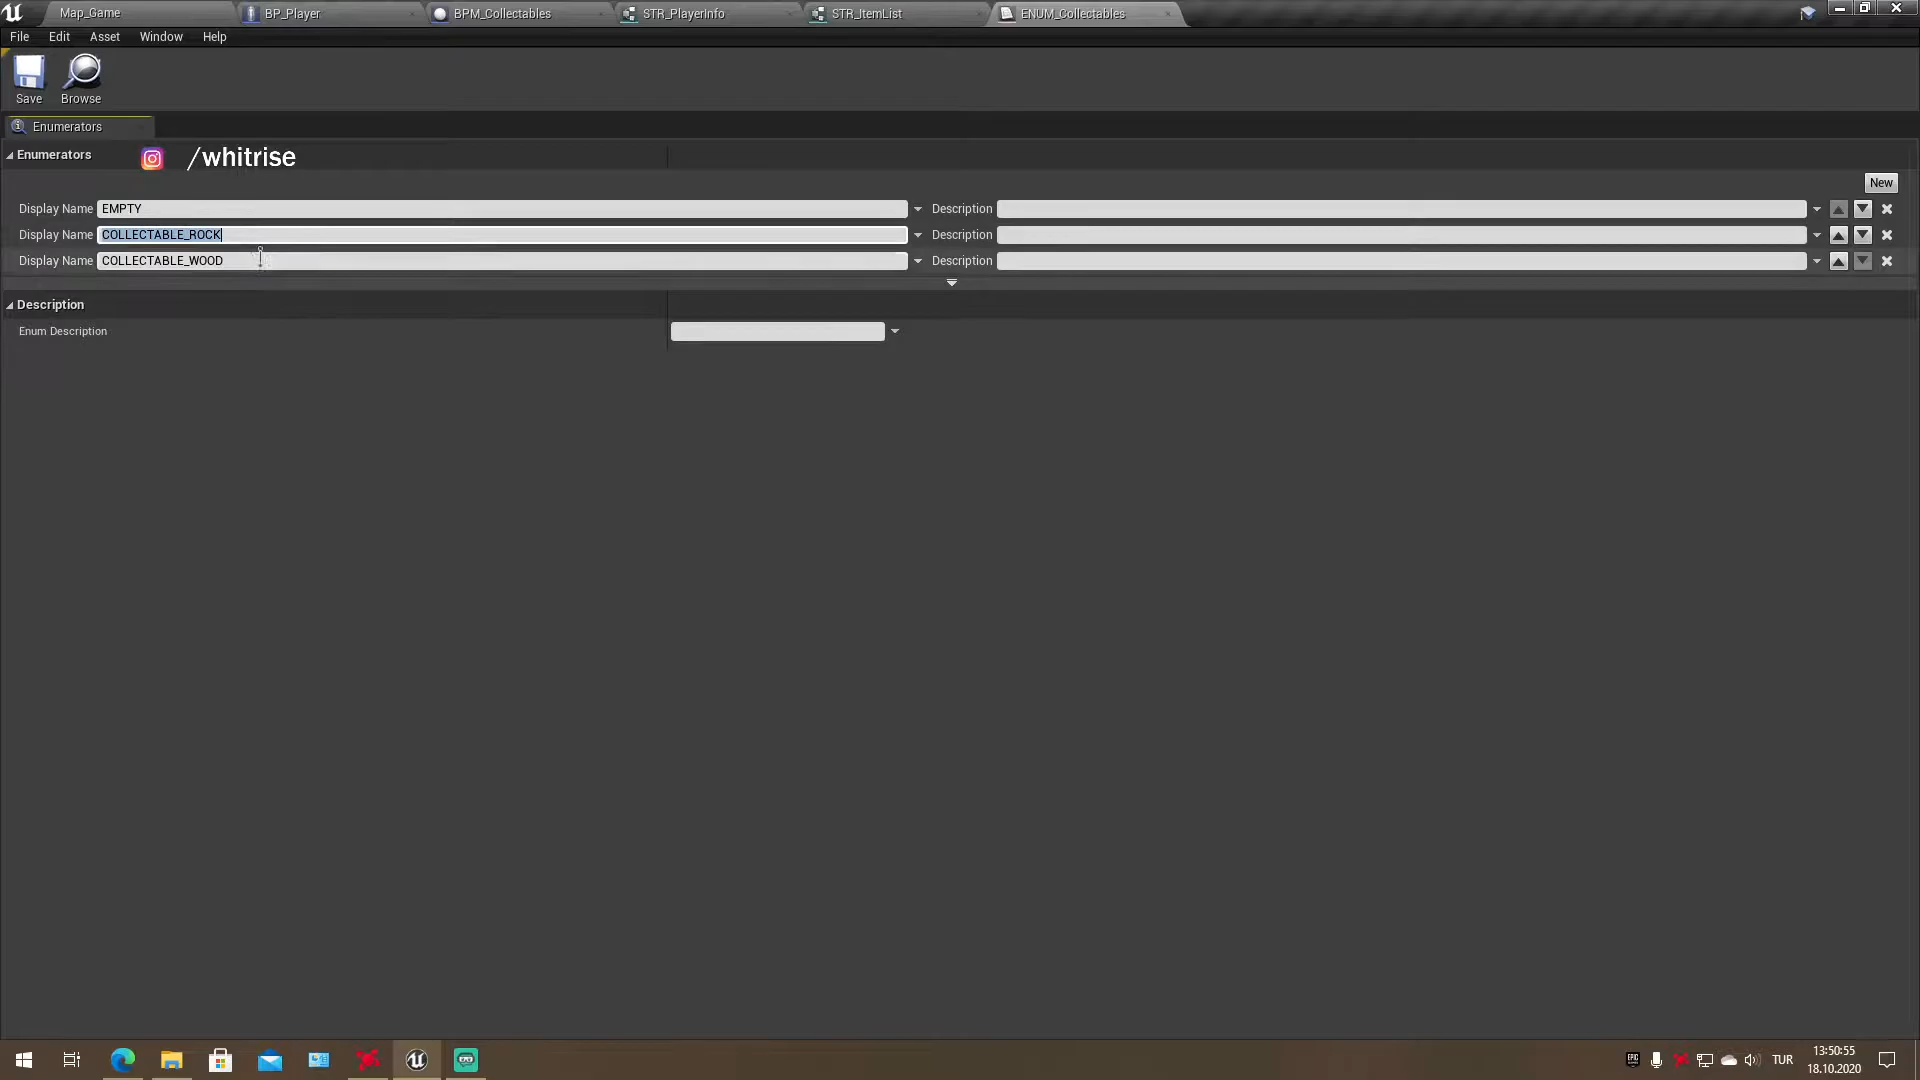 Map_Game
BP_Player
BPM_Collectables
STR_PlayerInfo
STR_ItemList
ENUM_Collectables
File Edit Asset Window Help
Save Browse
Enumerators
Enumerators
/whitrise
New
Display Name EMPTY Description
Display Name COLLECTABLE_ROCK Description
Display Name COLLECTABLE_WOOD Description
Description
Enum Description
TUR
13:50:55
18.10.2020